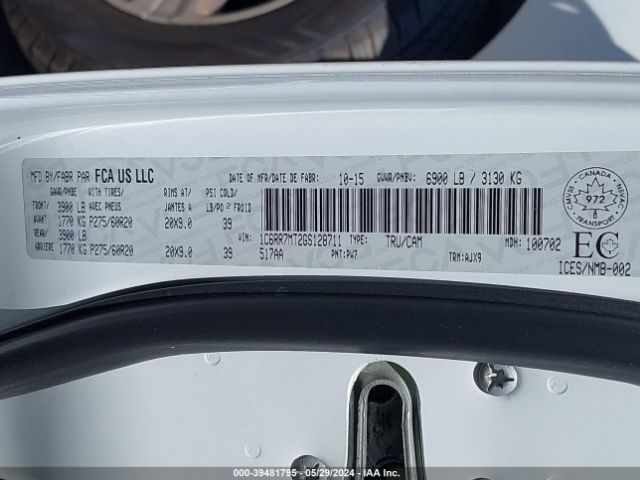 MFD BY/FABR PAR FCA US LLC
DATE OF MFR/DATE DE FABR: 10-15 GVWR/PNBV: 6900 LB / 3130 KG
GAWR/PNBE WITH TIRES/ RIMS AT/ PSI COLD/
FRONT/ 3900 LB AVEC PNEUS JANTES A LB/PO 2 FROID
AVANT 1770 KG P275/60R20 20X9.0 39
REAR/ 3900 LB
ARRIERE 1770 KG P275/60R20 20X9.0 39
VIN: 1C6RR7MT2GS128711 TYPE: TRU/CAM MDH: 100702
517AA PNT: PW7 TRM: AJX9
CANADA
CMVSS NSVAC
972
EC
ICES/NMB-002
000-39481795 - 05/29/2024 - IAA Inc.